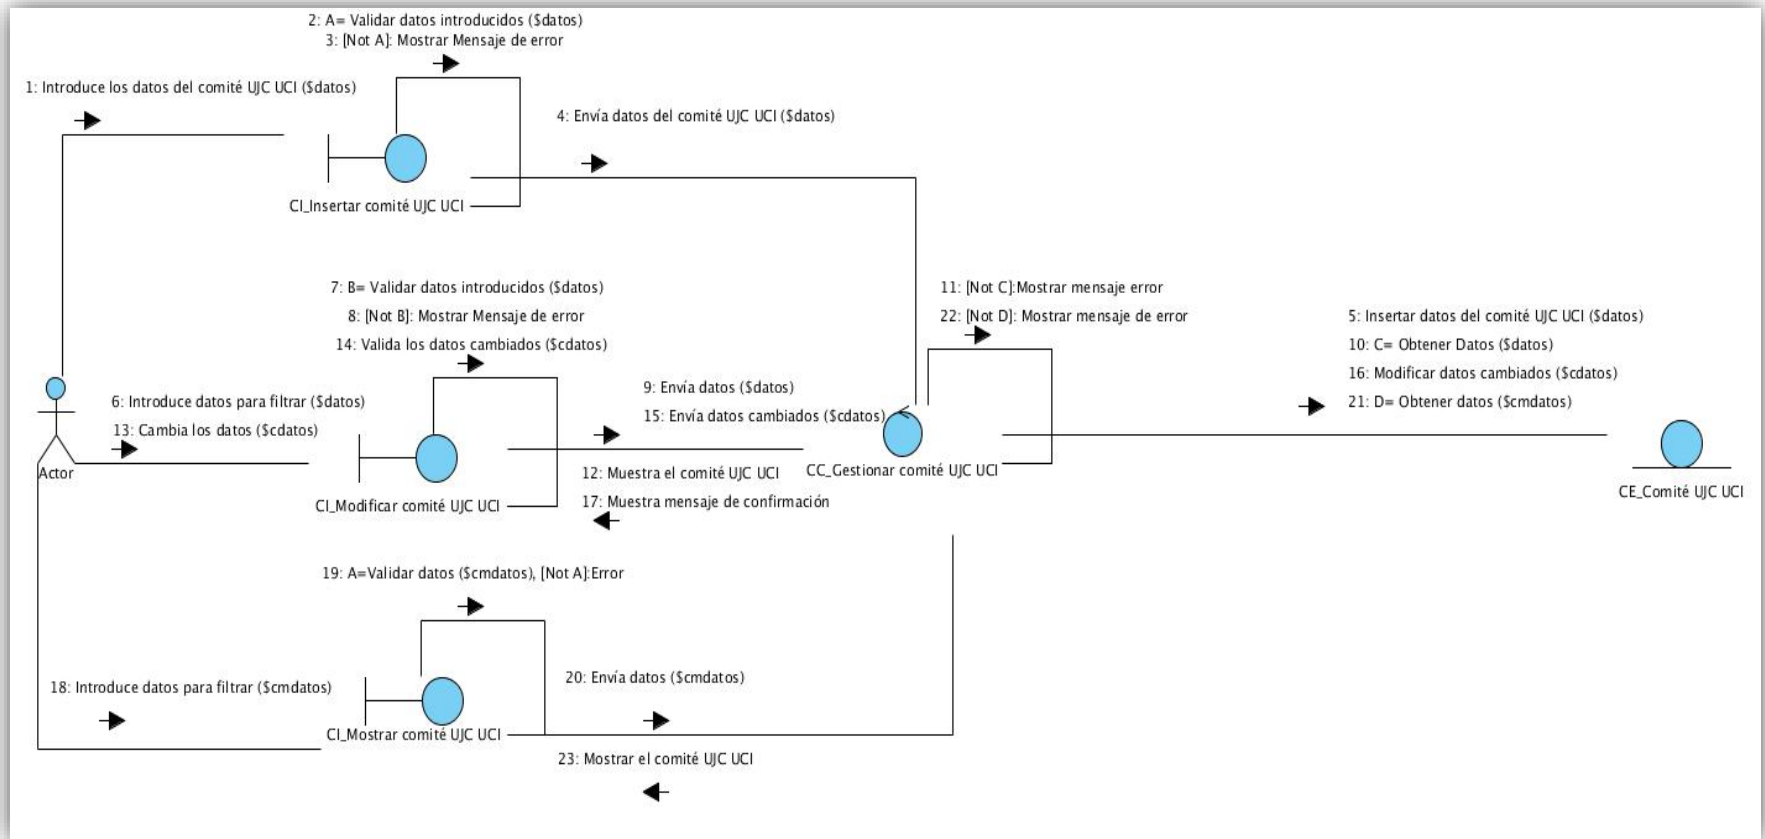 2: A= Validar datos introducidos ($datos)
3: [Not A]: Mostrar Mensaje de error
1: Introduce los datos del comité UJC UCI ($datos)
4: Envía datos del comité UJC UCI ($datos)
CI_Insertar comité UJC UCI
7: B= Validar datos introducidos ($datos)
8: [Not B]: Mostrar Mensaje de error
14: Valida los datos cambiados ($cdatos)
11: [Not C]:Mostrar mensaje error
22: [Not D]: Mostrar mensaje de error
5: Insertar datos del comité UJC UCI ($datos)
10: C= Obtener Datos ($datos)
16: Modificar datos cambiados ($cdatos)
21: D= Obtener datos ($cmdatos)
6: Introduce datos para filtrar ($datos)
13: Cambia los datos ($cdatos)
9: Envía datos ($datos)
15: Envía datos cambiados ($cdatos)
Actor
12: Muestra el comité UJC UCI
17: Muestra mensaje de confirmación
CC_Gestionar comité UJC UCI
CE_Comité UJC UCI
CI_Modificar comité UJC UCI
19: A=Validar datos ($cmdatos), [Not A]:Error
18: Introduce datos para filtrar ($cmdatos)
20: Envía datos ($cmdatos)
CI_Mostrar comité UJC UCI
23: Mostrar el comité UJC UCI